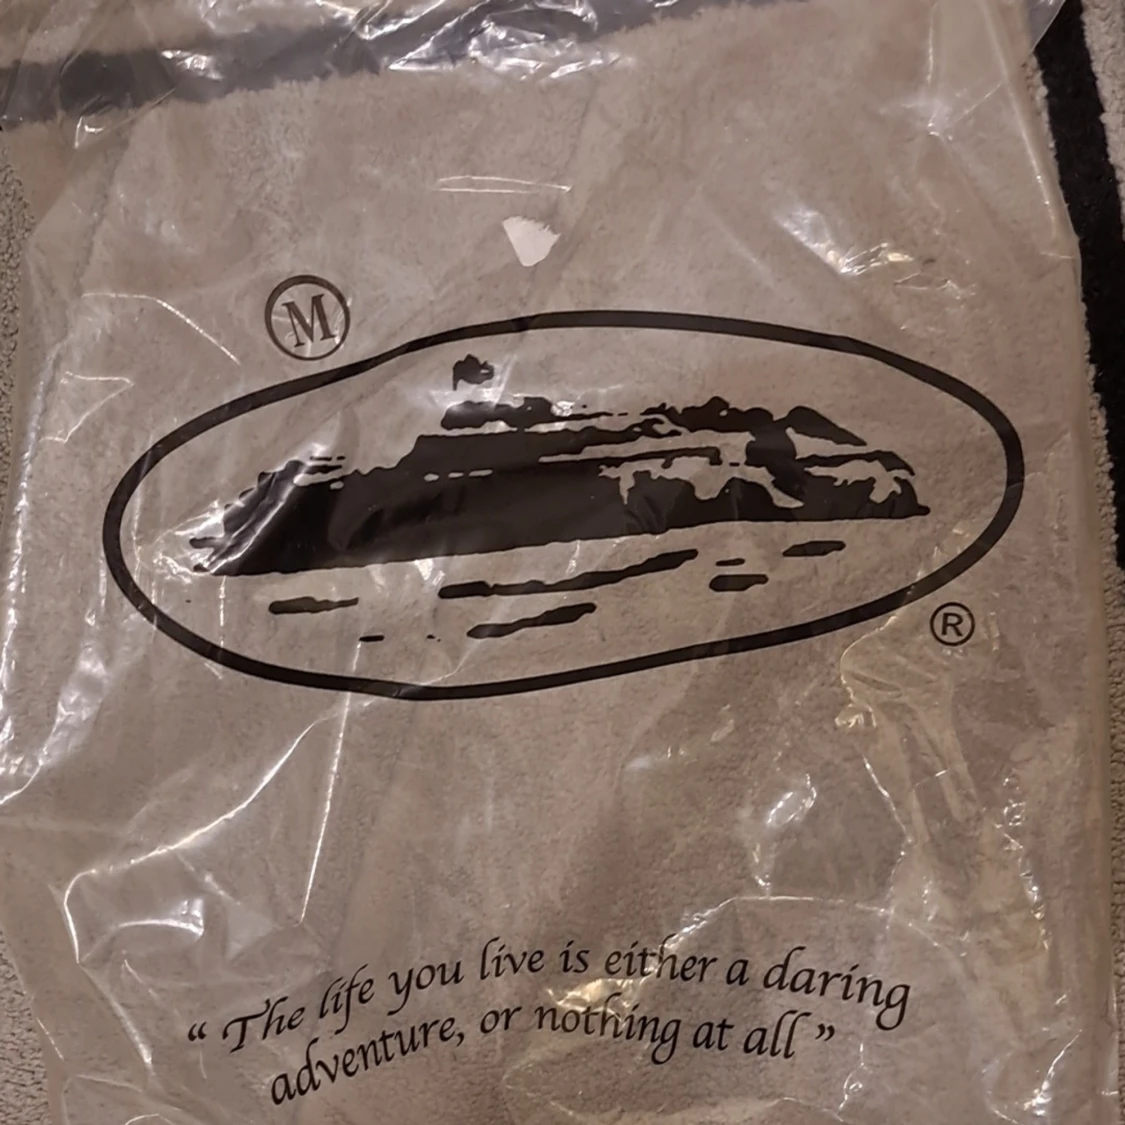 M
R
“ The life you live is either a daring
adventure, or nothing at all ”